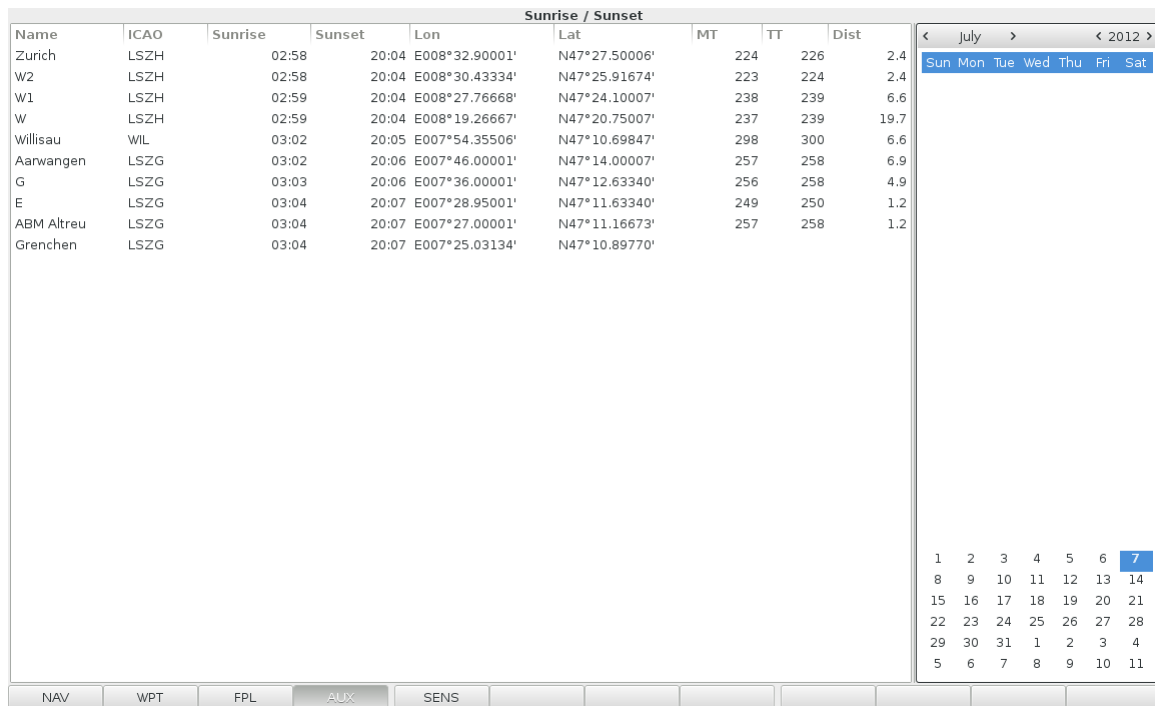 Sunrise / Sunset
Name ICAO Sunrise Sunset Lon Lat MT TT Dist
Zurich LSZH 02:58 20:04 E008°32.90001' N47°27.50006' 224 226 2.4
W2 LSZH 02:58 20:04 E008°30.43334' N47°25.91674' 223 224 2.4
W1 LSZH 02:59 20:04 E008°27.76668' N47°24.10007' 238 239 6.6
W LSZH 02:59 20:04 E008°19.26667' N47°20.75007' 237 239 19.7
Willisau WIL 03:02 20:05 E007°54.35506' N47°10.69847' 298 300 6.6
Aarwangen LSZG 03:02 20:06 E007°46.00001' N47°14.00007' 257 258 6.9
G LSZG 03:03 20:06 E007°36.00001' N47°12.63340' 256 258 4.9
E LSZG 03:04 20:07 E007°28.95001' N47°11.63340' 249 250 1.2
ABM Altreu LSZG 03:04 20:07 E007°27.00001' N47°11.16673' 257 258 1.2
Grenchen LSZG 03:04 20:07 E007°25.03134' N47°10.89770'
< July > < 2012 >
Sun Mon Tue Wed Thu Fri Sat
1 2 3 4 5 6 7
8 9 10 11 12 13 14
15 16 17 18 19 20 21
22 23 24 25 26 27 28
29 30 31 1 2 3 4
5 6 7 8 9 10 11
NAV WPT FPL AUX SENS